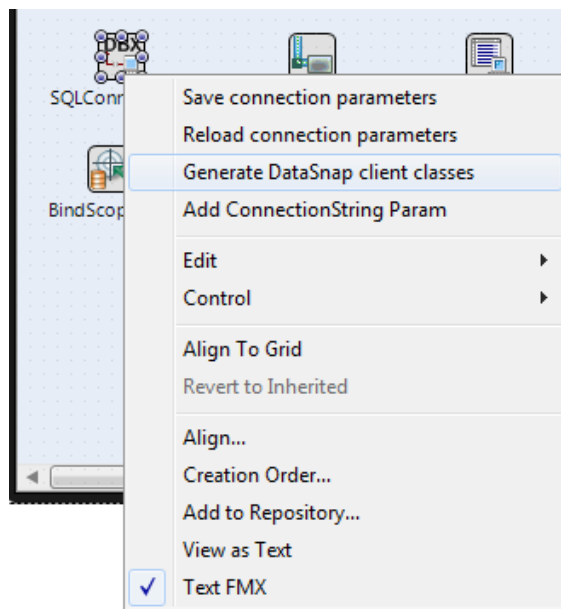 DBX
SQLConn
BindScop
Save connection parameters
Reload connection parameters
Generate DataSnap client classes
Add ConnectionString Param
Edit
Control
Align To Grid
Revert to Inherited
Align...
Creation Order...
Add to Repository...
View as Text
Text FMX